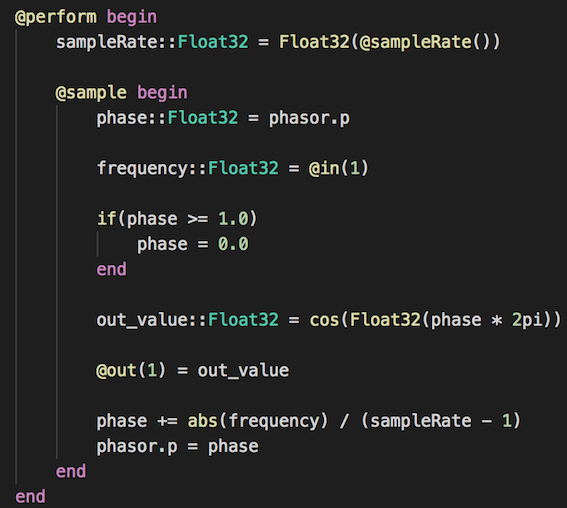 @perform begin
sampleRate::Float32 = Float32(@sampleRate())
@sample begin
phase::Float32 = phasor.p
frequency::Float32 = @in(1)
if(phase >= 1.0)
phase = 0.0
end
out_value::Float32 = cos(Float32(phase * 2pi))
@out(1) = out_value
phase += abs(frequency) / (sampleRate - 1)
phasor.p = phase
end
end